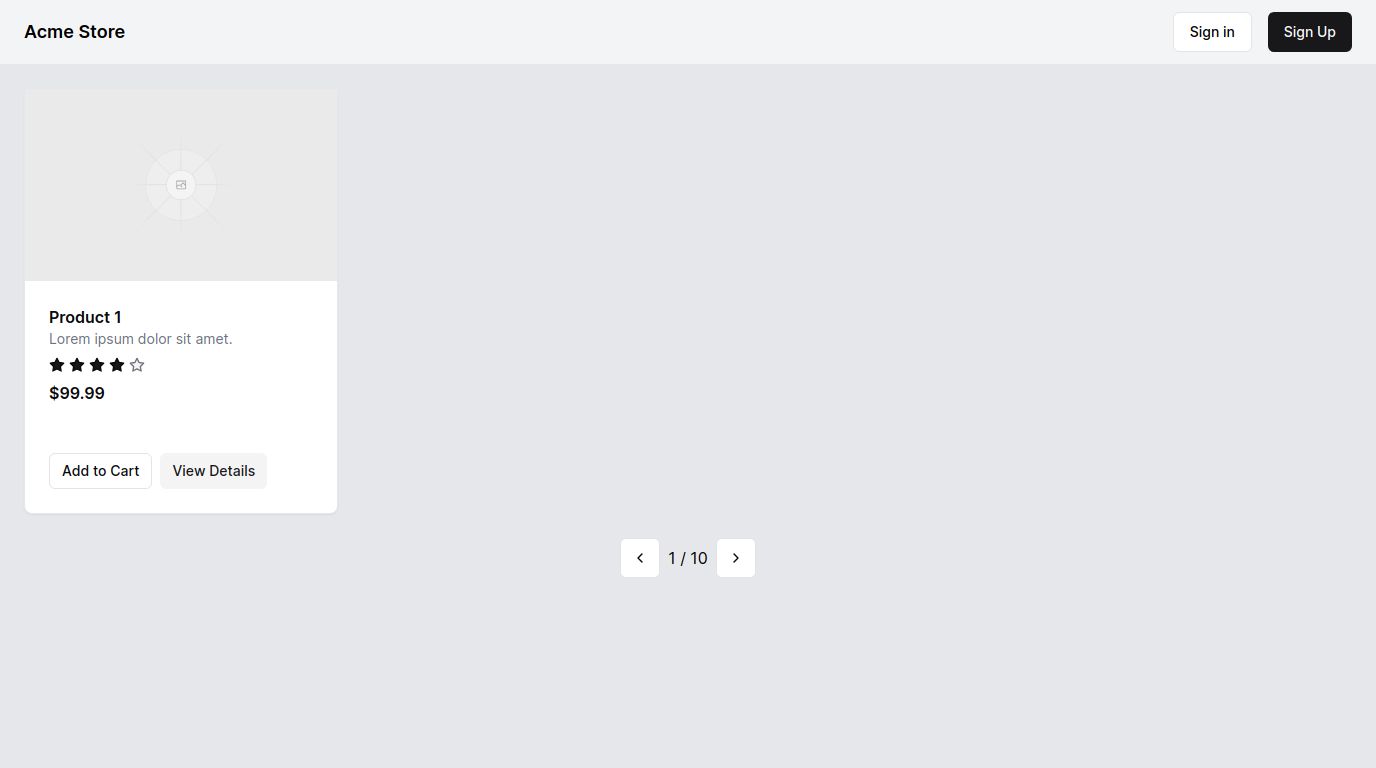 Acme Store
Sign in
Sign Up
Product 1
Lorem ipsum dolor sit amet.
$99.99
Add to Cart
View Details
1 / 10